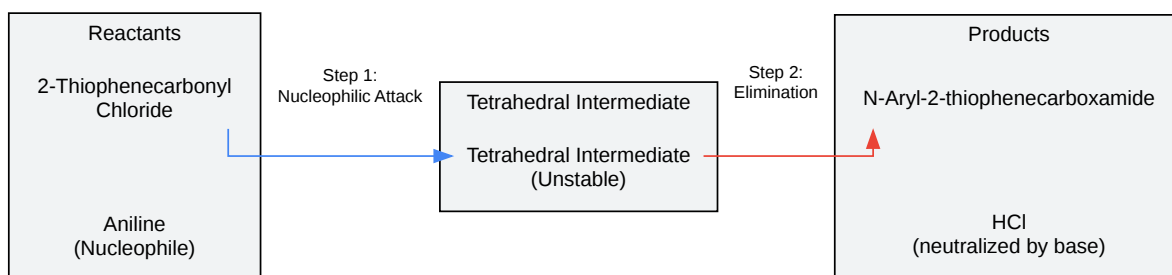 Reactants
2-Thiophenecarbonyl
Chloride
Aniline
(Nucleophile)
Step 1:
Nucleophilic Attack
Tetrahedral Intermediate
Tetrahedral Intermediate
(Unstable)
Step 2:
Elimination
Products
N-Aryl-2-thiophenecarboxamide
HCl
(neutralized by base)